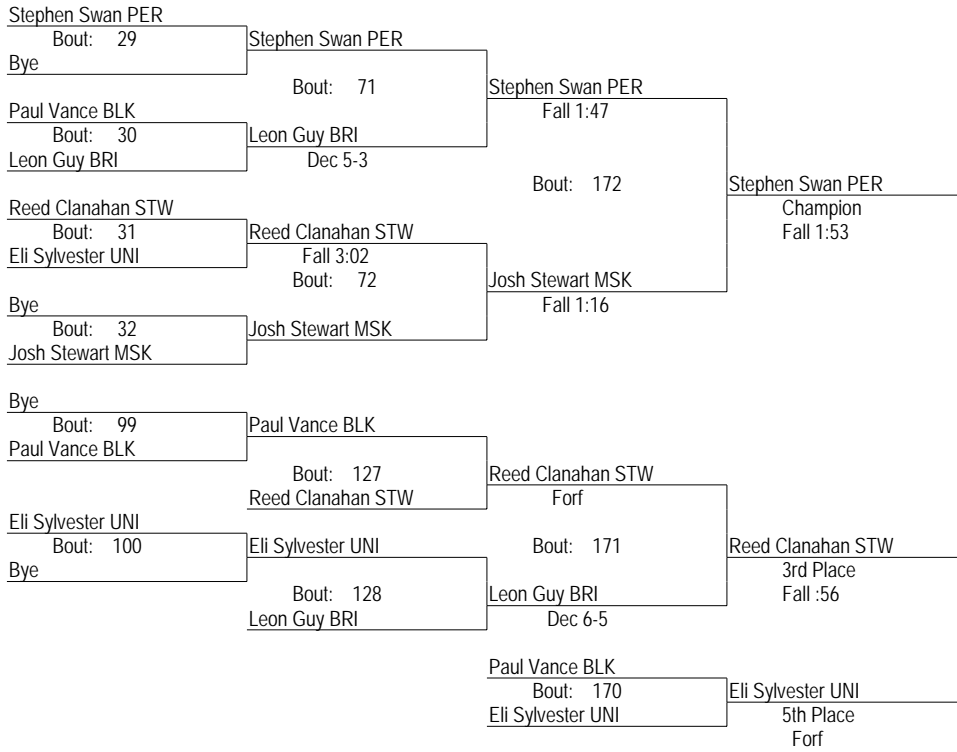 Stephen Swan PER
Bout: 29
Bye
Stephen Swan PER
Bout: 71
Paul Vance BLK
Bout: 30
Leon Guy BRI
Leon Guy BRI
Dec 5-3
Stephen Swan PER
Fall 1:47
Bout: 172
Stephen Swan PER
Champion
Fall 1:53
Reed Clanahan STW
Bout: 31
Eli Sylvester UNI
Reed Clanahan STW
Fall 3:02
Bout: 72
Josh Stewart MSK
Fall 1:16
Bye
Bout: 32
Josh Stewart MSK
Josh Stewart MSK
Bye
Bout: 99
Paul Vance BLK
Paul Vance BLK
Bout: 127
Reed Clanahan STW
Reed Clanahan STW
Forf
Eli Sylvester UNI
Bout: 100
Bye
Eli Sylvester UNI
Bout: 128
Leon Guy BRI
Bout: 171
Leon Guy BRI
Dec 6-5
Reed Clanahan STW
3rd Place
Fall :56
Paul Vance BLK
Bout: 170
Eli Sylvester UNI
Eli Sylvester UNI
5th Place
Forf